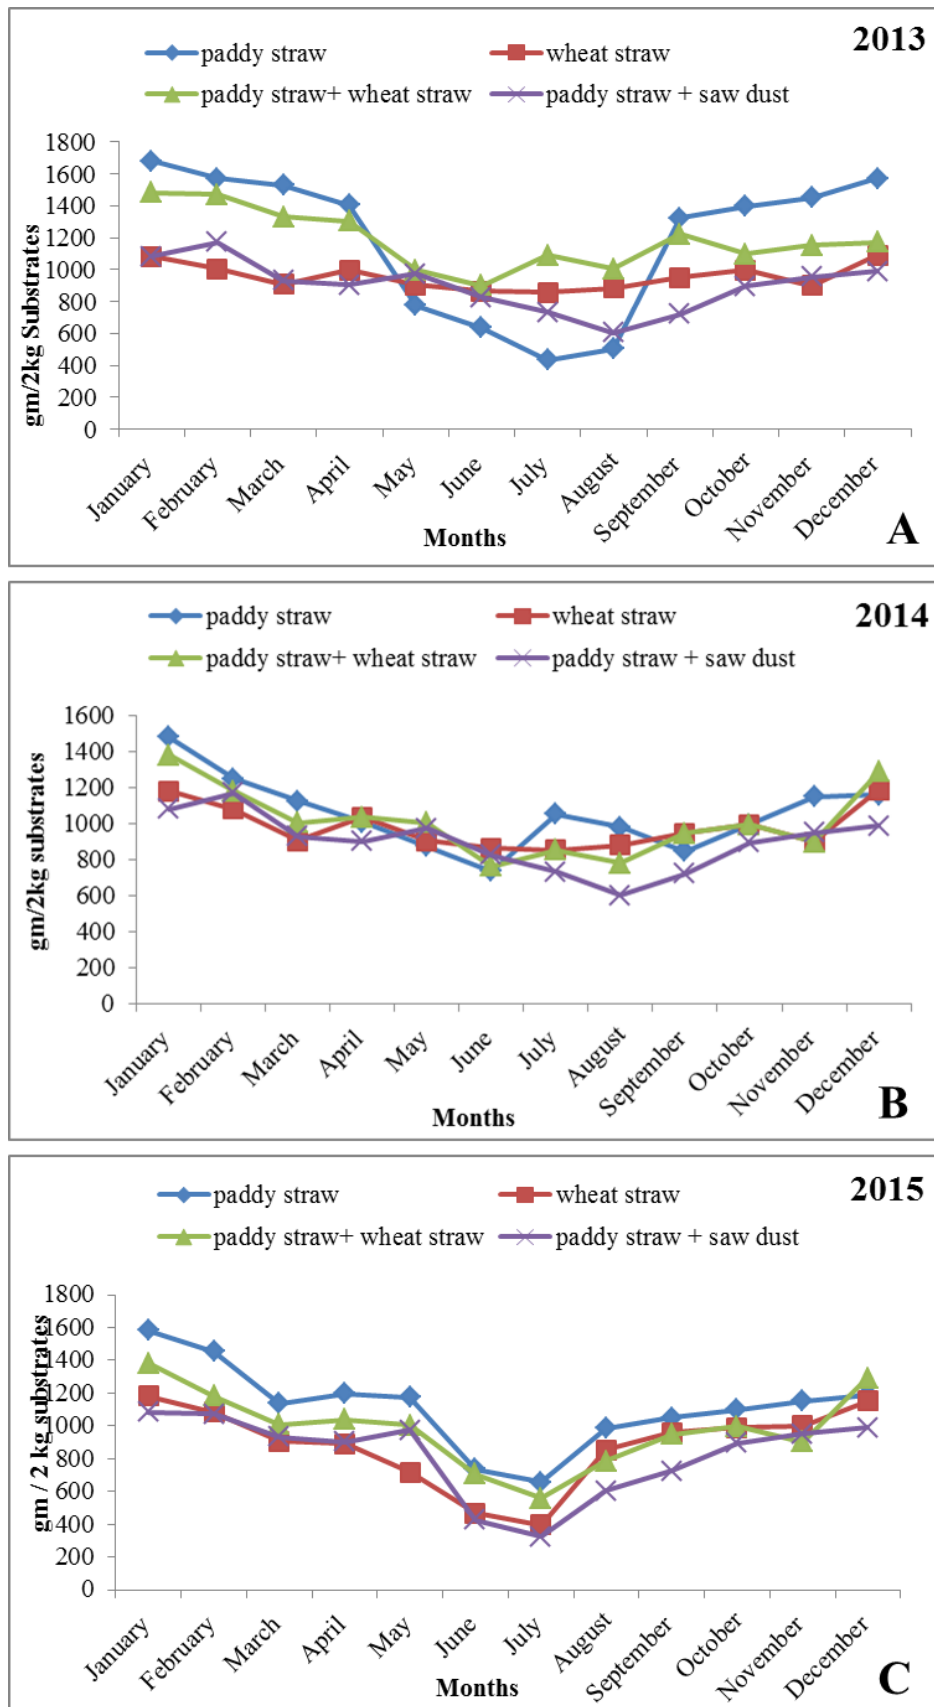 2013
paddy straw
wheat straw
paddy straw+ wheat straw
paddy straw + saw dust
gm/2kg Substrates
1800
1600
1400
1200
1000
800
600
400
200
0
January
February
March
April
May
June
July
August
September
October
November
December
Months
A
2014
paddy straw
wheat straw
paddy straw+ wheat straw
paddy straw + saw dust
gm/2kg substrates
1600
1400
1200
1000
800
600
400
200
0
January
February
March
April
May
June
July
August
September
October
November
December
Months
B
2015
paddy straw
wheat straw
paddy straw+ wheat straw
paddy straw + saw dust
gm / 2 kg substrates
1800
1600
1400
1200
1000
800
600
400
200
0
January
February
March
April
May
June
July
August
September
October
November
December
Months
C